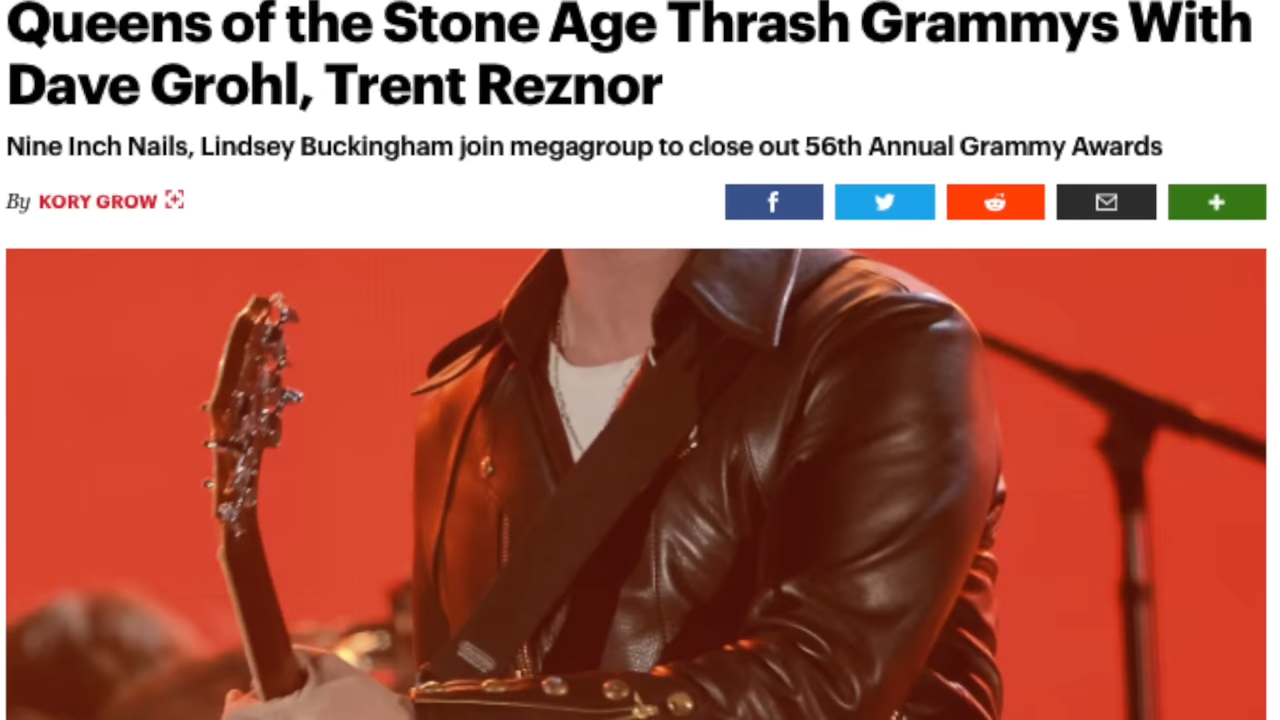 Queens of the Stone Age Thrash Grammys With
Dave Grohl, Trent Reznor
Nine Inch Nails, Lindsey Buckingham join megagroup to close out 56th Annual Grammy Awards
By KORY GROW